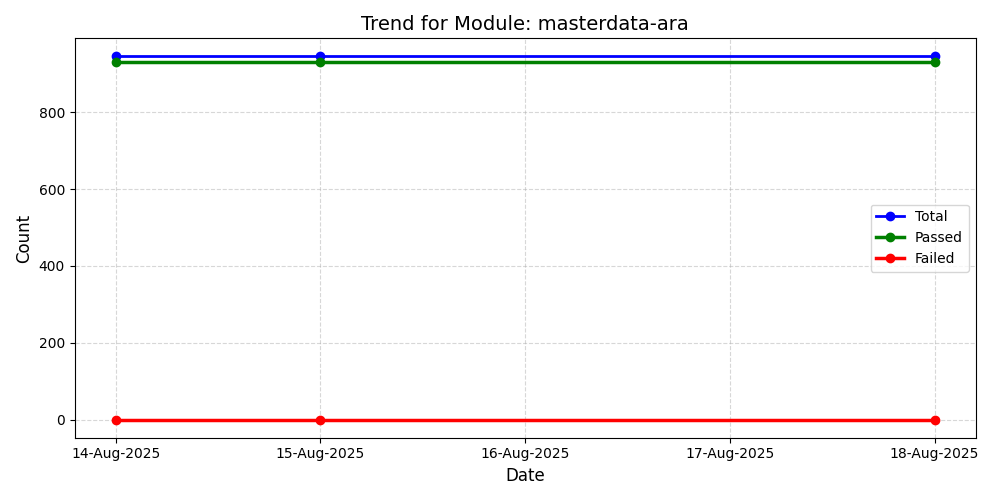 Trend for Module: masterdata-ara
Count
800
600
400
200
0
Total
Passed
Failed
14-Aug-2025
15-Aug-2025
16-Aug-2025
17-Aug-2025
18-Aug-2025
Date